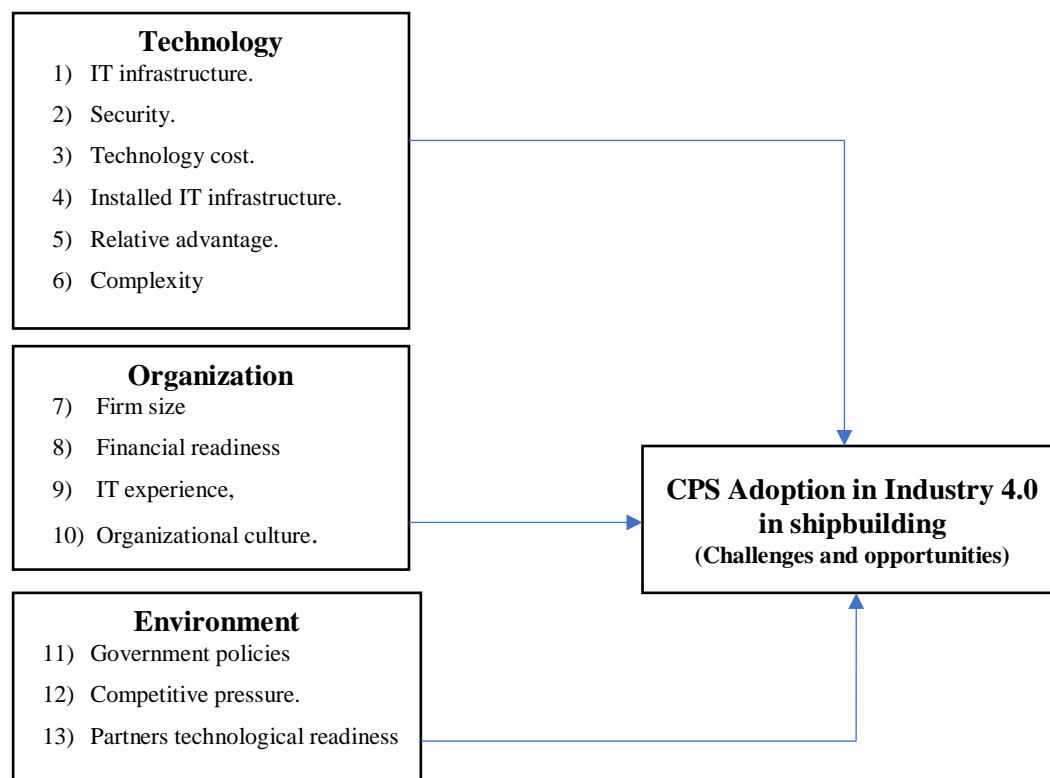 Technology
1) IT infrastructure.
2) Security.
3) Technology cost.
4) Installed IT infrastructure.
5) Relative advantage.
6) Complexity
Organization
7) Firm size
8) Financial readiness
9) IT experience,
10) Organizational culture.
Environment
11) Government policies
12) Competitive pressure.
13) Partners technological readiness
CPS Adoption in Industry 4.0
in shipbuilding
(Challenges and opportunities)